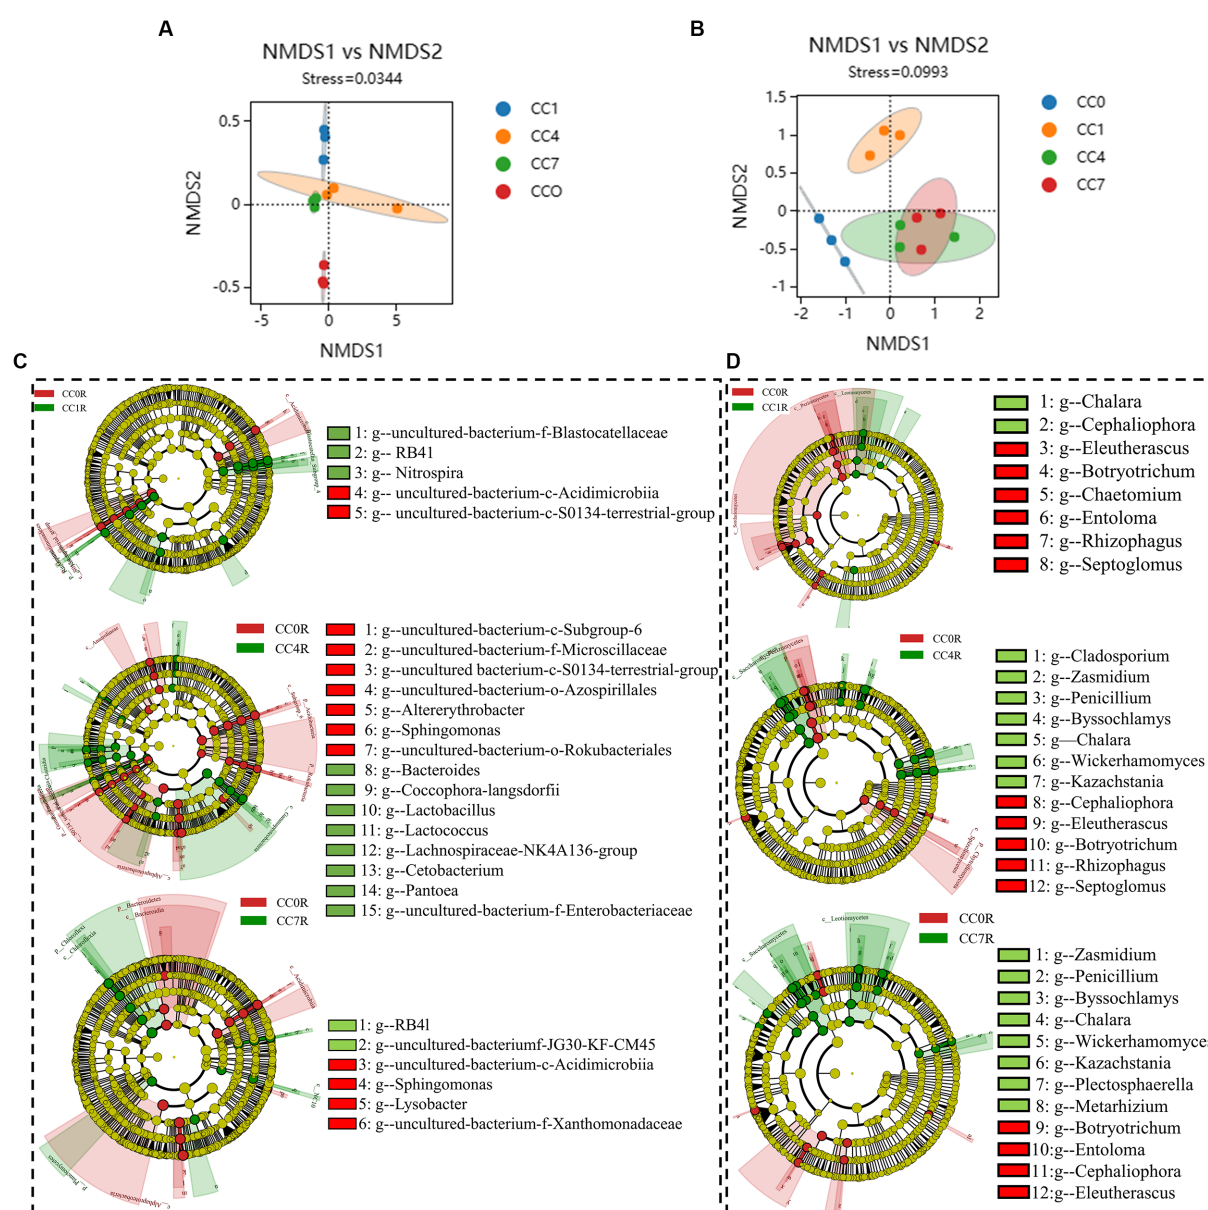 A
NMDS1 vs NMDS2
Stress=0.0344
0.5
0
-0.5
-5
0
5
NMDS2
NMDS1
CC1
CC4
CC7
CCO
B
NMDS1 vs NMDS2
Stress=0.0993
1.5
1
0.5
0
-0.5
-1
-2
-1
0
1
2
NMDS2
NMDS1
CC0
CC1
CC4
CC7
C
CC0R
CC1R
1: g--uncultured-bacterium-f-Blastocatellaceae
2: g-- RB41
3: g-- Nitrospira
4: g-- uncultured-bacterium-c-Acidimicrobiia
5: g-- uncultured-bacterium-c-S0134-terrestrial-group
CC0R
CC4R
1: g--uncultured-bacterium-c-Subgroup-6
2: g--uncultured-bacterium-f-Microscillaceae
3: g--uncultured bacterium-c-S0134-terrestrial-group
4: g--uncultured-bacterium-o-Azospirillales
5: g--Altererythrobacter
6: g--Sphingomonas
7: g--uncultured-bacterium-o-Rokubacteriales
8: g--Bacteroides
9: g--Coccophora-langsdorfii
10: g--Lactobacillus
11: g--Lactococcus
12: g--Lachnospiraceae-NK4A136-group
13: g--Cetobacterium
14: g--Pantoea
15: g--uncultured-bacterium-f-Enterobacteriaceae
CC0R
CC7R
P__Bacteroidetes
c__Bacteroidia
1: g--RB4l
2: g--uncultured-bacteriumf-JG30-KF-CM45
3: g--uncultured-bacterium-c-Acidimicrobiia
4: g--Sphingomonas
5: g--Lysobacter
6: g--uncultured-bacterium-f-Xanthomonadaceae
D
CC0R
CC1R
1: g--Chalara
2: g--Cephaliophora
3: g--Eleutherascus
4: g--Botryotrichum
5: g--Chaetomium
6: g--Entoloma
7: g--Rhizophagus
8: g--Septoglomus
CC0R
CC4R
1: g--Cladosporium
2: g--Zasmidium
3: g--Penicillium
4: g--Byssochlamys
5: g—Chalara
6: g--Wickerhamomyces
7: g--Kazachstania
8: g--Cephaliophora
9: g--Eleutherascus
10: g--Botryotrichum
11: g--Rhizophagus
12: g--Septoglomus
CC0R
CC7R
c__Leotiomycetes
1: g--Zasmidium
2: g--Penicillium
3: g--Byssochlamys
4: g--Chalara
5: g--Wickerhamomyces
6: g--Kazachstania
7: g--Plectosphaerella
8: g--Metarhizium
9: g--Botryotrichum
10:g--Entoloma
11:g--Cephaliophora
12:g--Eleutherascus